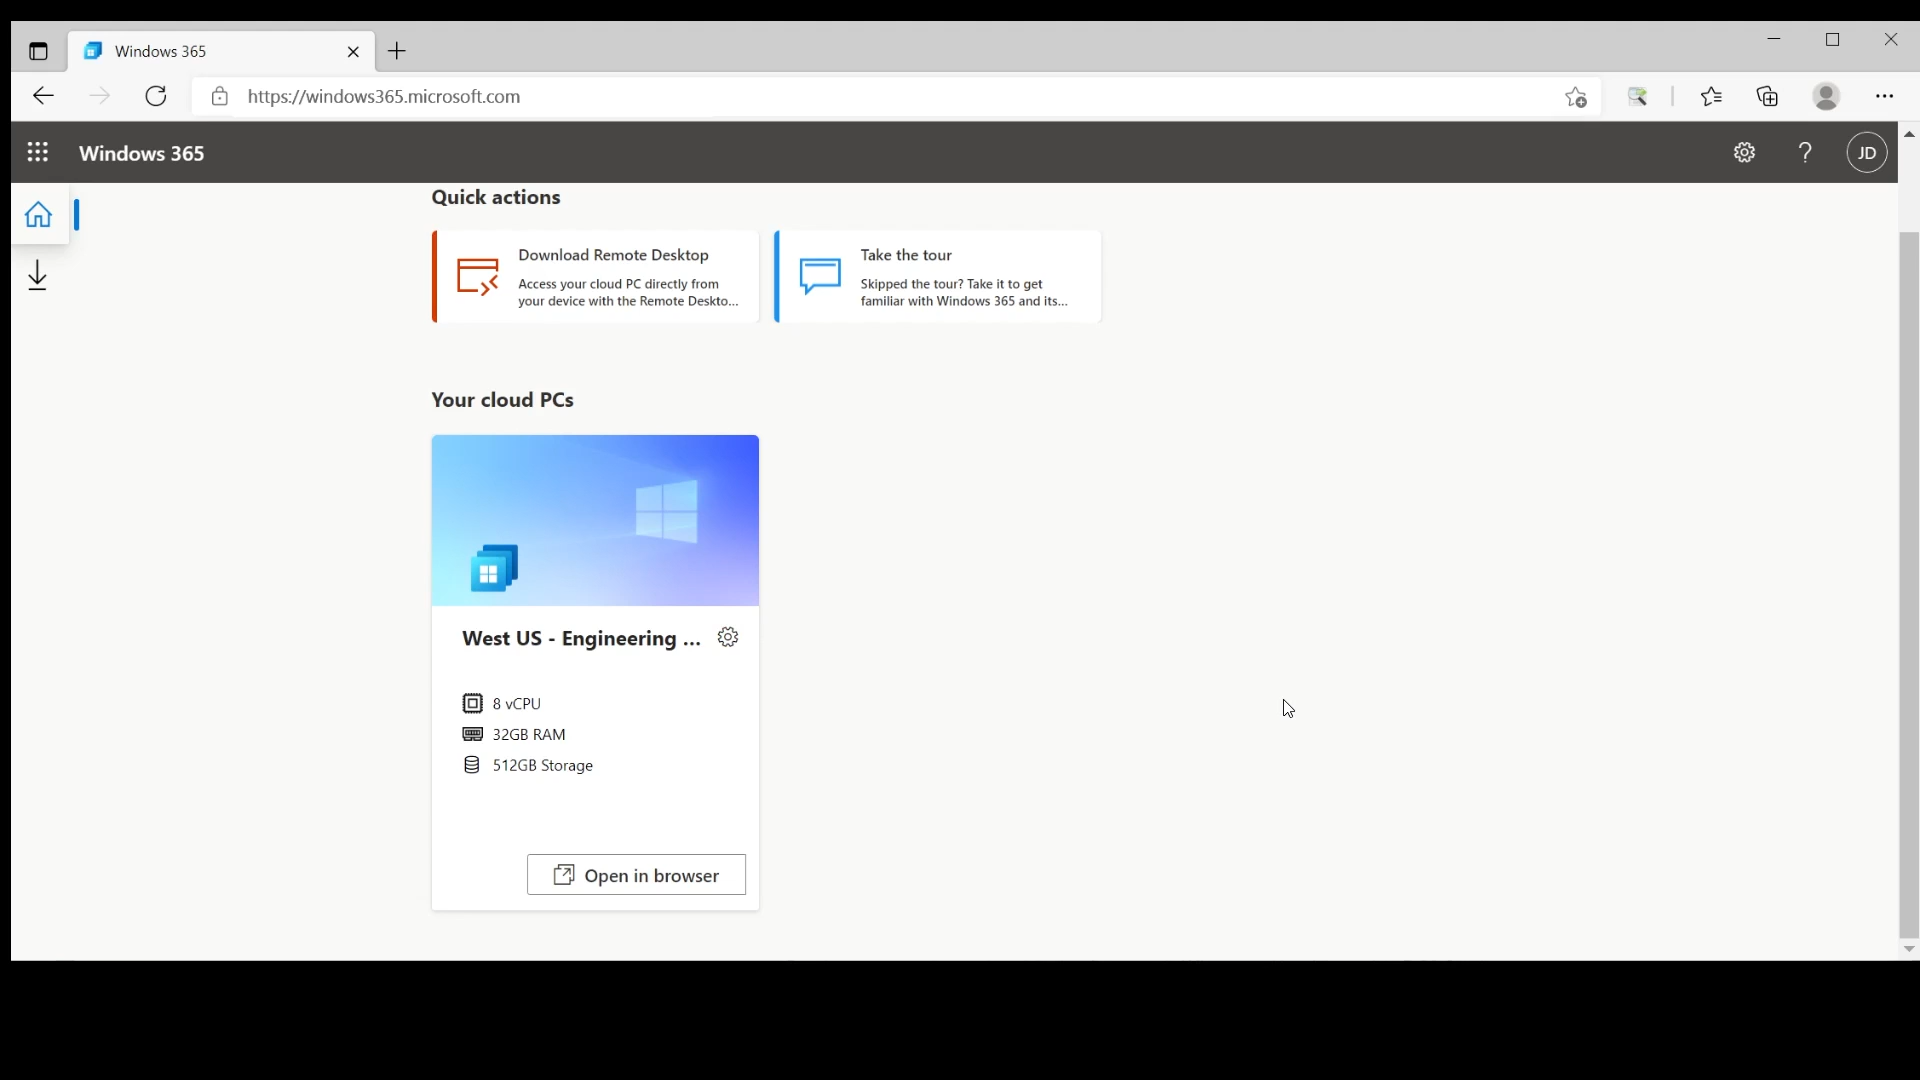 Windows 365
https://windows365.microsoft.com
Windows 365
JD
Quick actions
Download Remote Desktop
Access your cloud PC directly from
your device with the Remote Deskto...
Take the tour
Skipped the tour? Take it to get
familiar with Windows 365 and its...
Your cloud PCs
West US - Engineering ...
8 vCPU
32GB RAM
512GB Storage
Open in browser